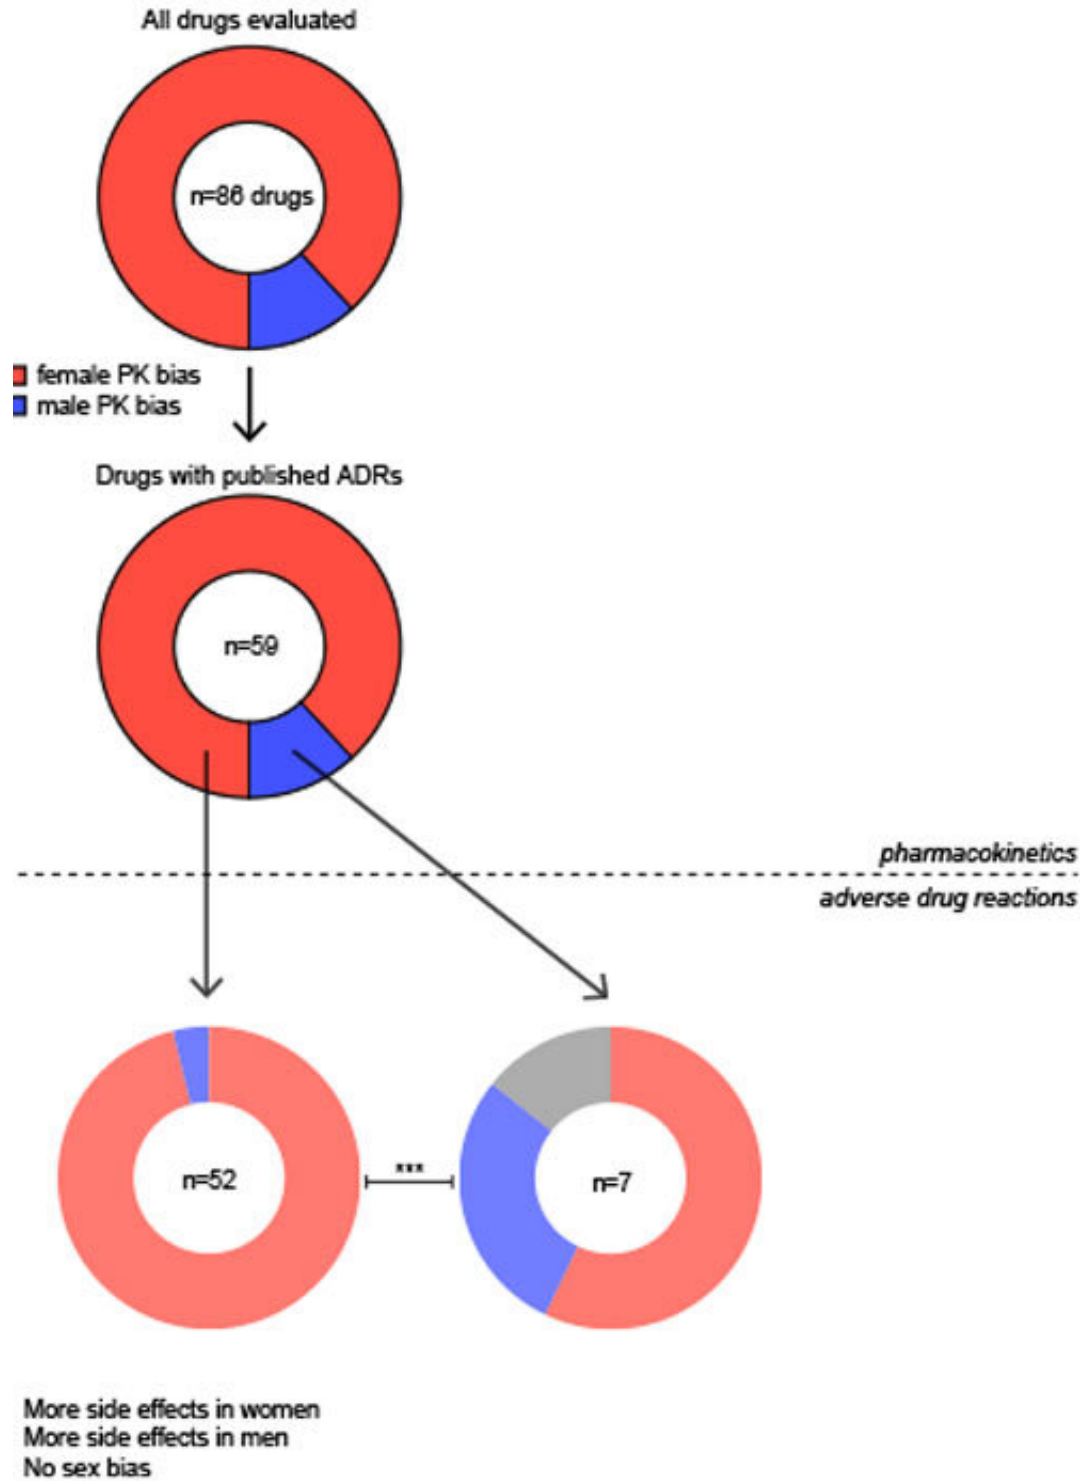 All drugs evaluated
n=86 drugs
female PK bias
male PK bias
Drugs with published ADRs
n=59
pharmacokinetics
adverse drug reactions
n=52
***
n=7
More side effects in women
More side effects in men
No sex bias